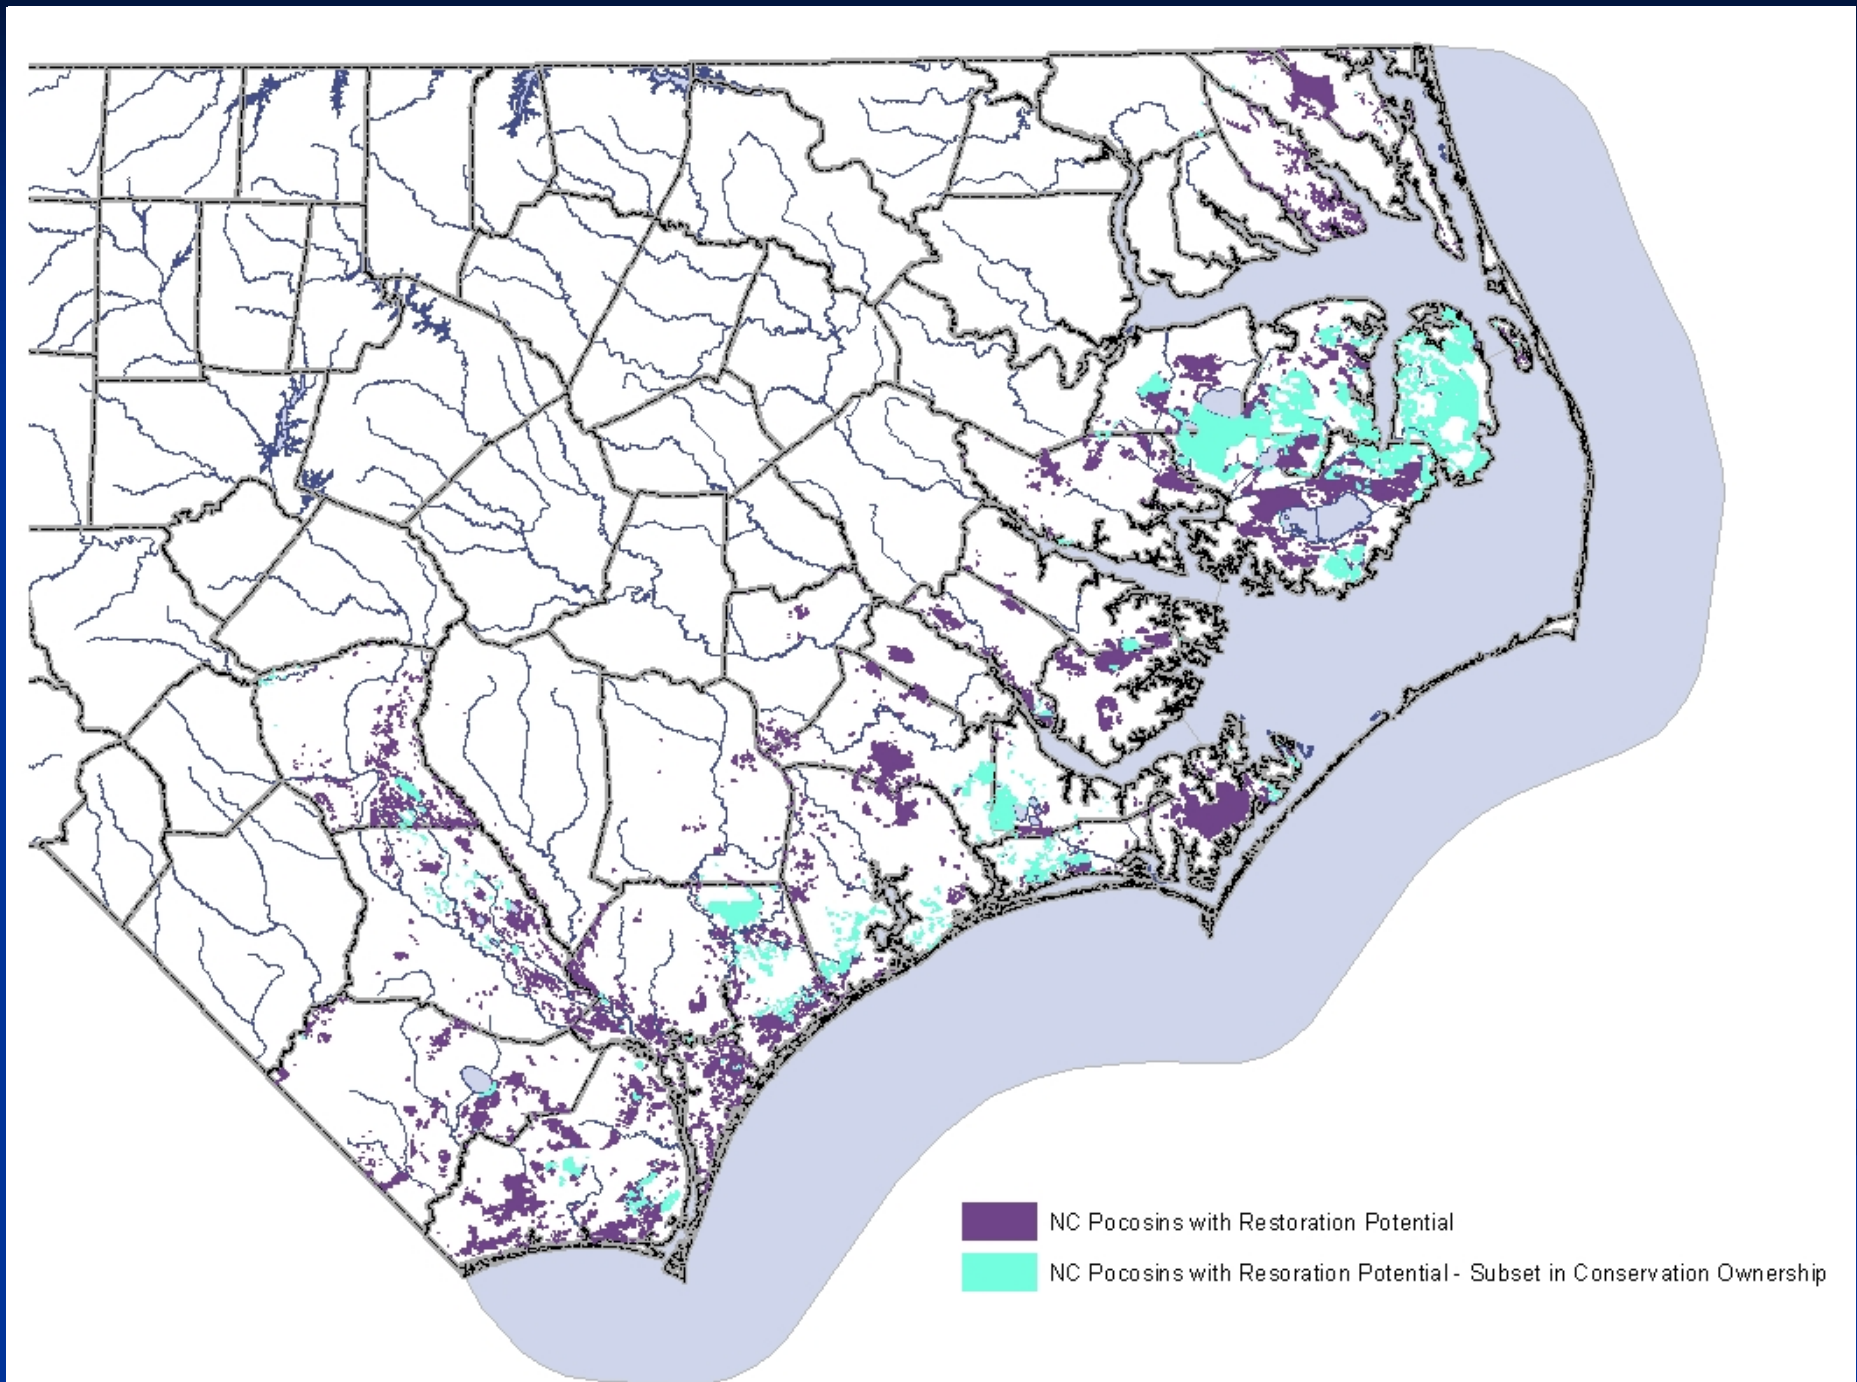 NC Pocosins with Restoration Potential
NC Pocosins with Resoration Potential - Subset in Conservation Ownership